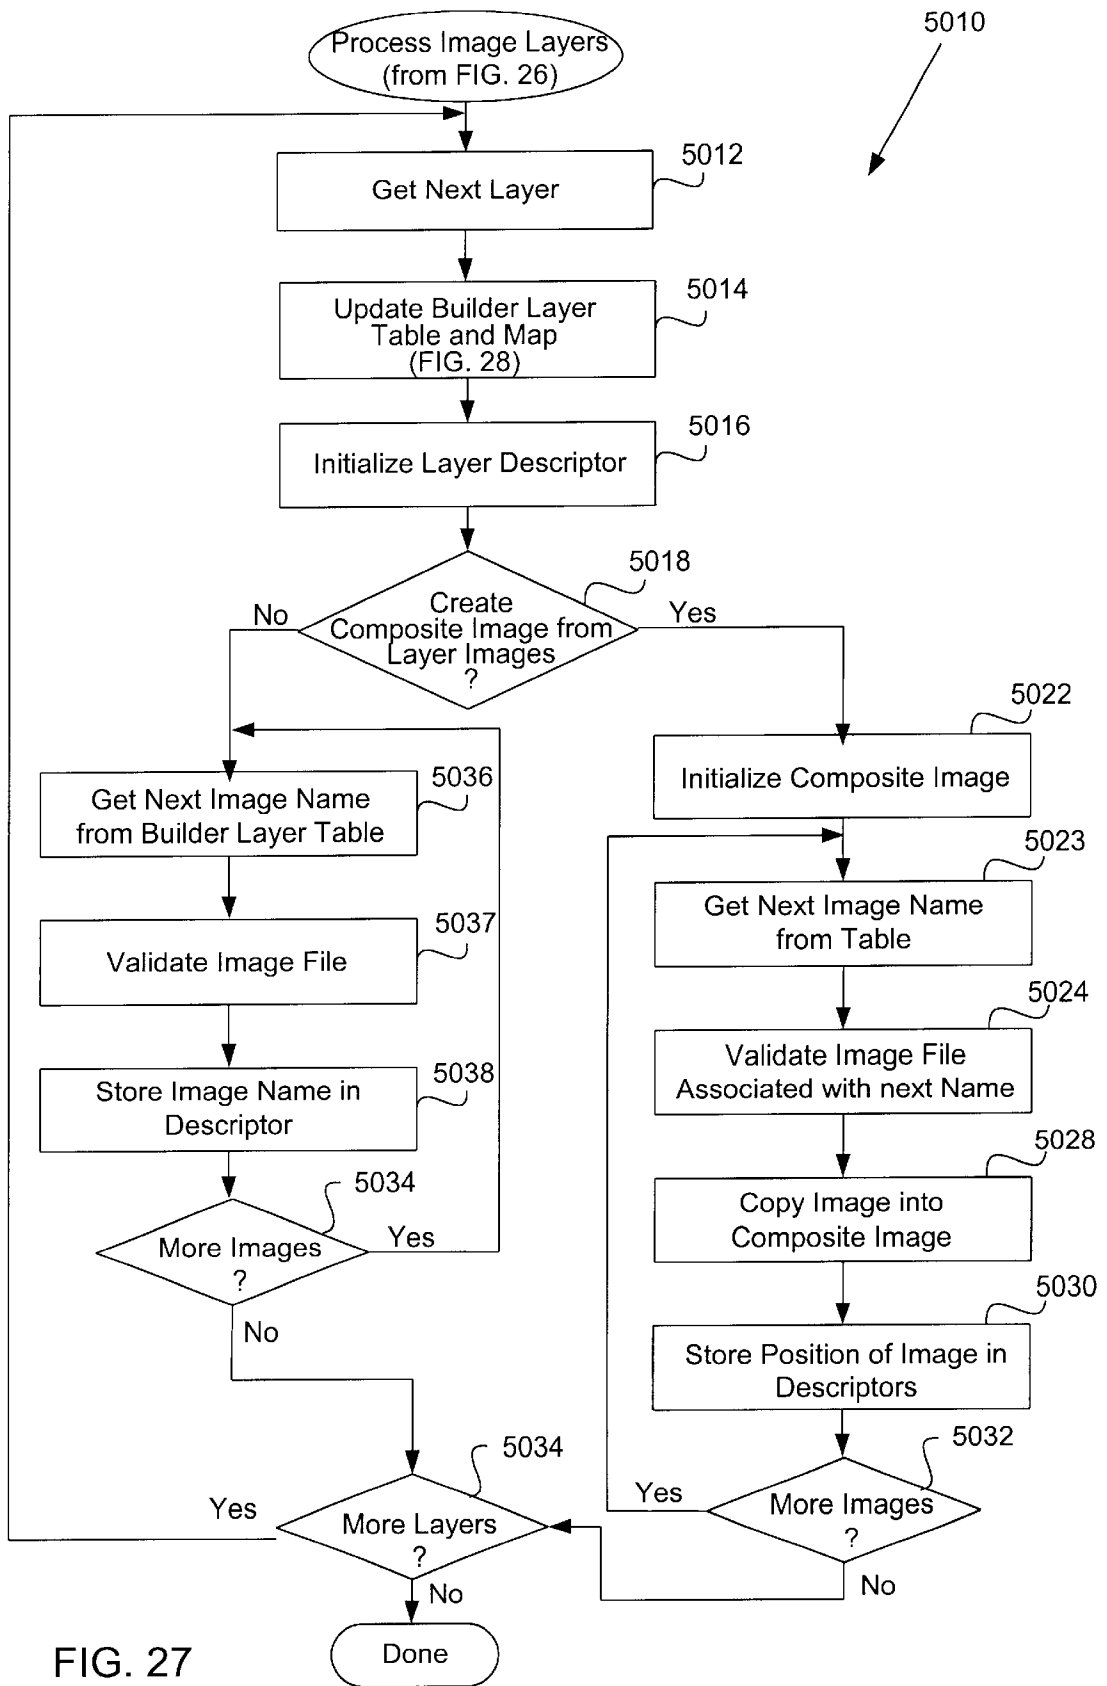 5010
Process Image Layers
(from FIG. 26)
5012
Get Next Layer
5014
Update Builder Layer
Table and Map
(FIG. 28)
5016
Initialize Layer Descriptor
5018
Create
Composite Image from
Layer Images
?
No
Yes
5022
Initialize Composite Image
5036
Get Next Image Name
from Builder Layer Table
5023
Get Next Image Name
from Table
5037
Validate Image File
5024
Validate Image File
Associated with next Name
5038
Store Image Name in
Descriptor
5028
Copy Image into
Composite Image
5034
More Images
?
Yes
No
5030
Store Position of Image in
Descriptors
5032
More Images
?
Yes
No
5034
More Layers
?
Yes
No
Done
FIG. 27